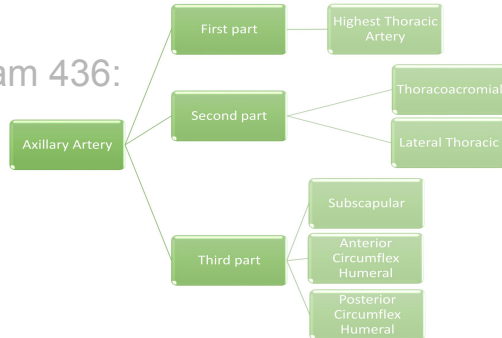 am 436:
Axillary Artery
First part
Highest Thoracic
Artery
Second part
Thoracoacromial
Lateral Thoracic
Third part
Subscapular
Anterior
Circumflex
Humeral
Posterior
Circumflex
Humeral